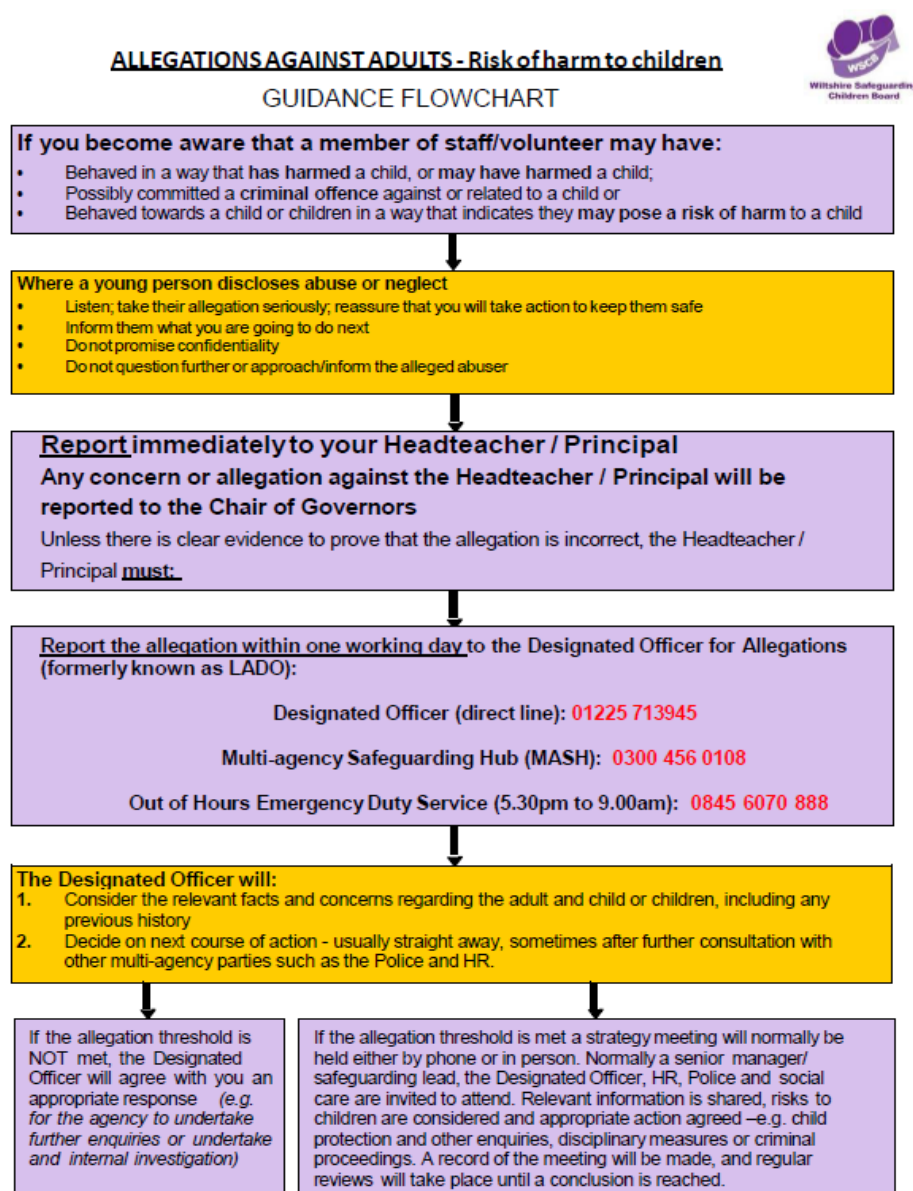 ALLEGATIONS AGAINST ADULTS - Risk of harm to children
GUIDANCE FLOWCHART
WSCB
Wiltshire Safeguarding
Children Board
If you become aware that a member of staff/volunteer may have:
• Behaved in a way that has harmed a child, or may have harmed a child;
• Possibly committed a criminal offence against or related to a child or
• Behaved towards a child or children in a way that indicates they may pose a risk of harm to a child
Where a young person discloses abuse or neglect
• Listen; take their allegation seriously; reassure that you will take action to keep them safe
• Inform them what you are going to do next
• Do not promise confidentiality
• Do not question further or approach/inform the alleged abuser
Report immediately to your Headteacher / Principal
Any concern or allegation against the Headteacher / Principal will be
reported to the Chair of Governors
Unless there is clear evidence to prove that the allegation is incorrect, the Headteacher /
Principal must:
Report the allegation within one working day to the Designated Officer for Allegations
(formerly known as LADO):
Designated Officer (direct line): 01225 713945
Multi-agency Safeguarding Hub (MASH): 0300 456 0108
Out of Hours Emergency Duty Service (5.30pm to 9.00am): 0845 6070 888
The Designated Officer will:
1. Consider the relevant facts and concerns regarding the adult and child or children, including any
previous history
2. Decide on next course of action - usually straight away, sometimes after further consultation with
other multi-agency parties such as the Police and HR.
If the allegation threshold is
NOT met, the Designated
Officer will agree with you an
appropriate response (e.g.
for the agency to undertake
further enquiries or undertake
and internal investigation)
If the allegation threshold is met a strategy meeting will normally be
held either by phone or in person. Normally a senior manager/
safeguarding lead, the Designated Officer, HR, Police and social
care are invited to attend. Relevant information is shared, risks to
children are considered and appropriate action agreed –e.g. child
protection and other enquiries, disciplinary measures or criminal
proceedings. A record of the meeting will be made, and regular
reviews will take place until a conclusion is reached.